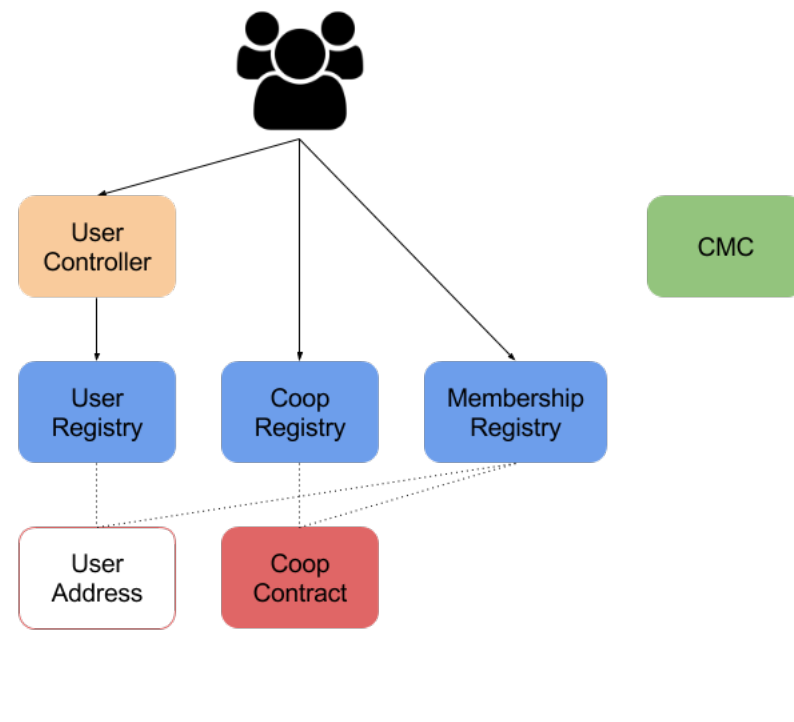 User
Controller
CMC
User
Registry
Coop
Registry
Membership
Registry
User
Address
Coop
Contract